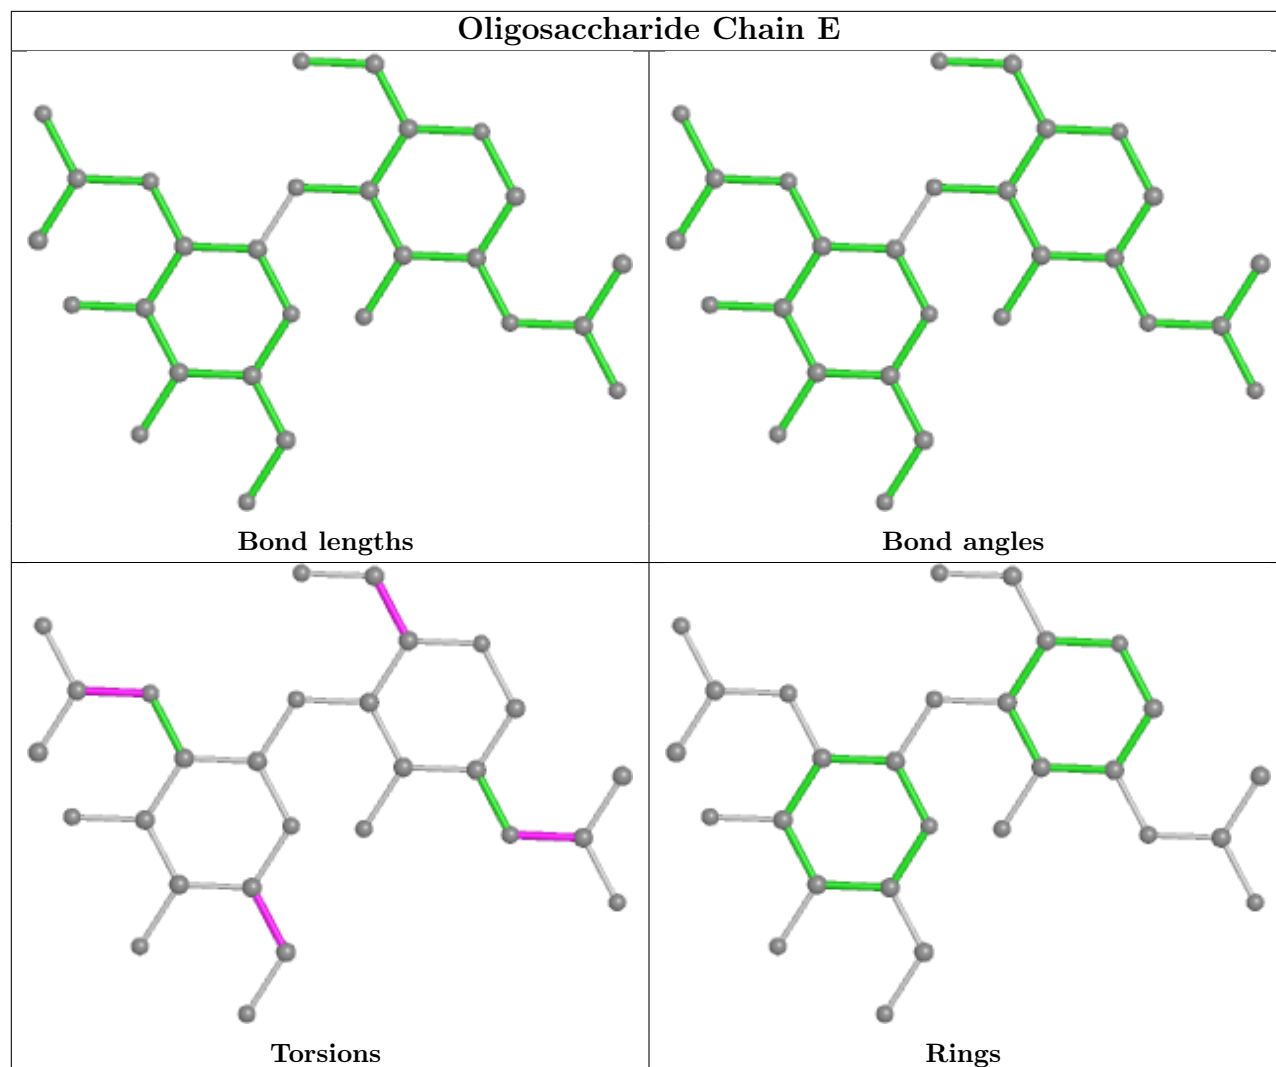 Oligosaccharide Chain E
Bond lengths
Bond angles
Torsions
Rings